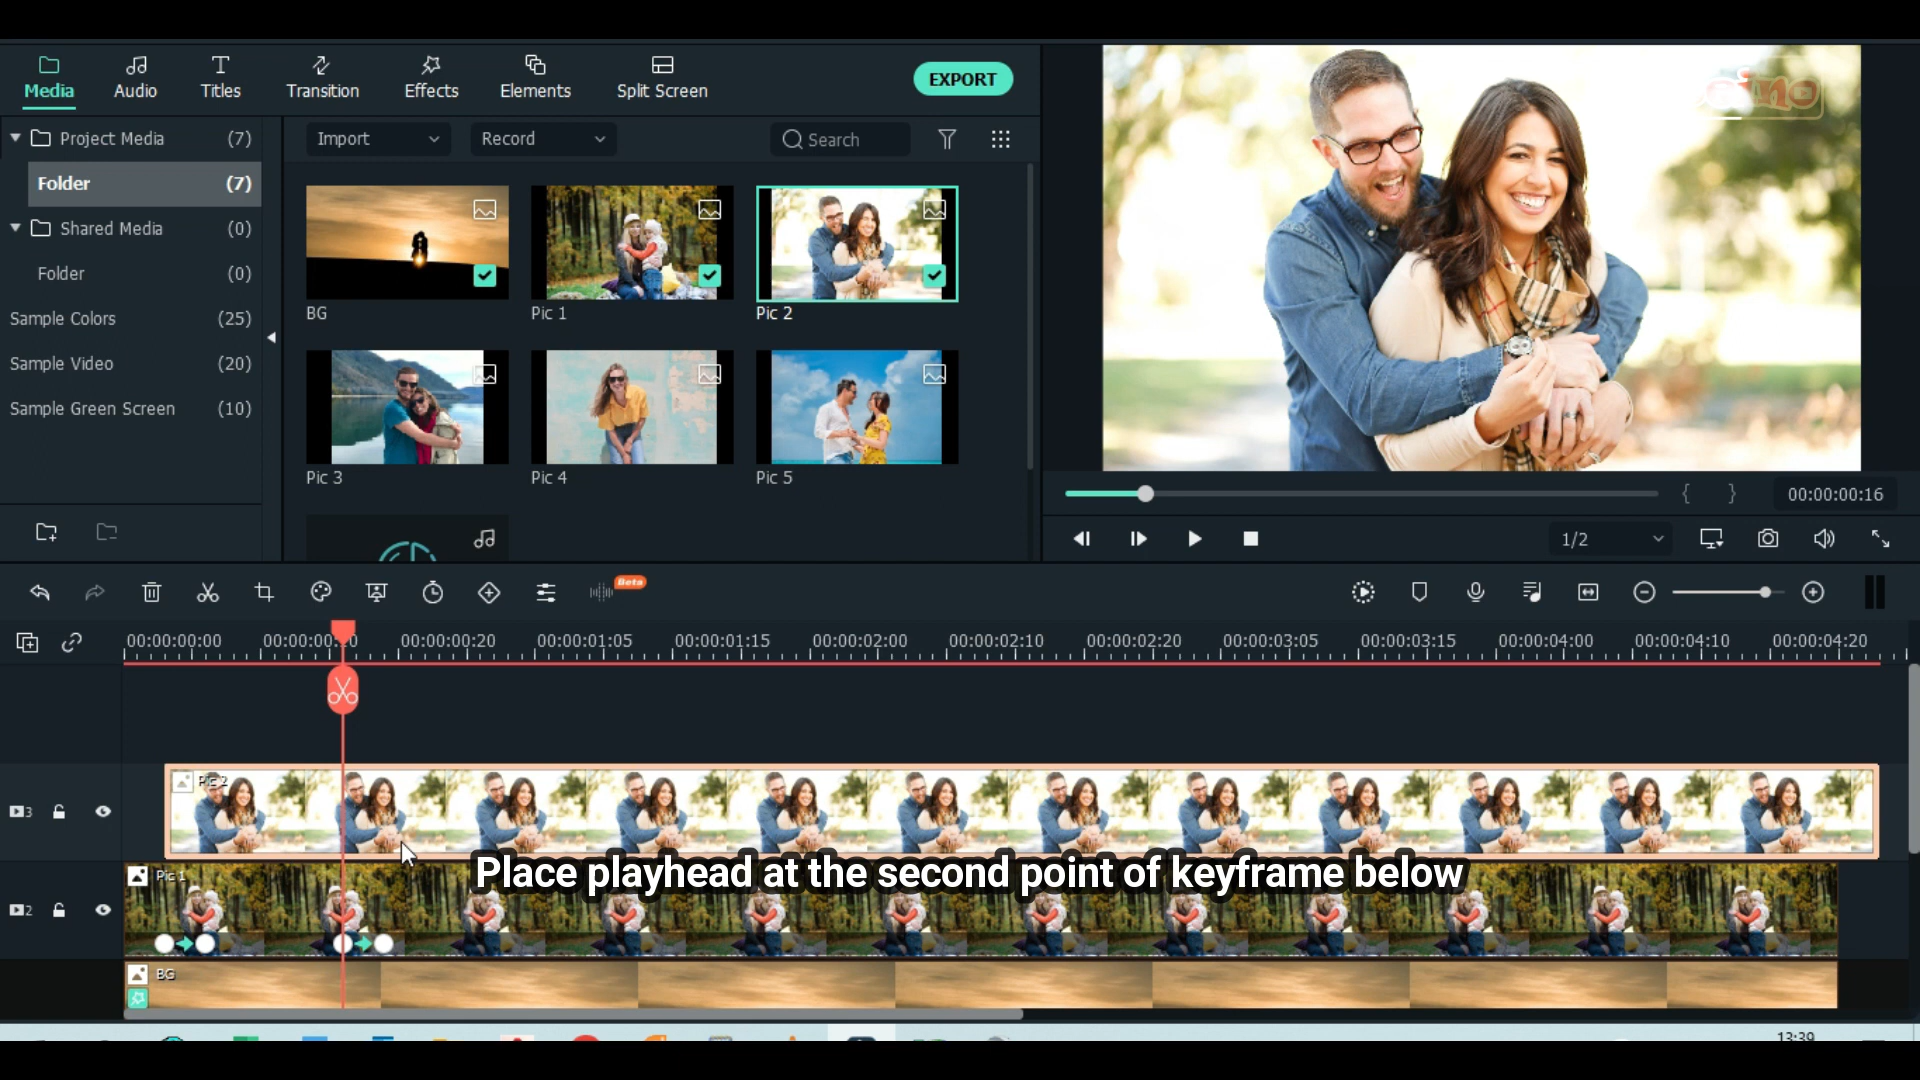 Media
Audio
Titles
Transition
Effects
Elements
Split Screen
EXPORT
Project Media (7)
Folder (7)
Shared Media (0)
Folder (0)
Sample Colors (25)
Sample Video (20)
Sample Green Screen (10)
Import
Record
Search
BG
Pic 1
Pic 2
Pic 3
Pic 4
Pic 5
{ }
00:00:00:16
1/2
Beta
00:00:00:00
00:00:00:20
00:00:01:05
00:00:01:15
00:00:02:00
00:00:02:10
00:00:02:20
00:00:03:05
00:00:03:15
00:00:04:00
00:00:04:10
00:00:04:20
3
Pic 2
Place playhead at the second point of keyframe below
Pic 1
2
BG
13:39